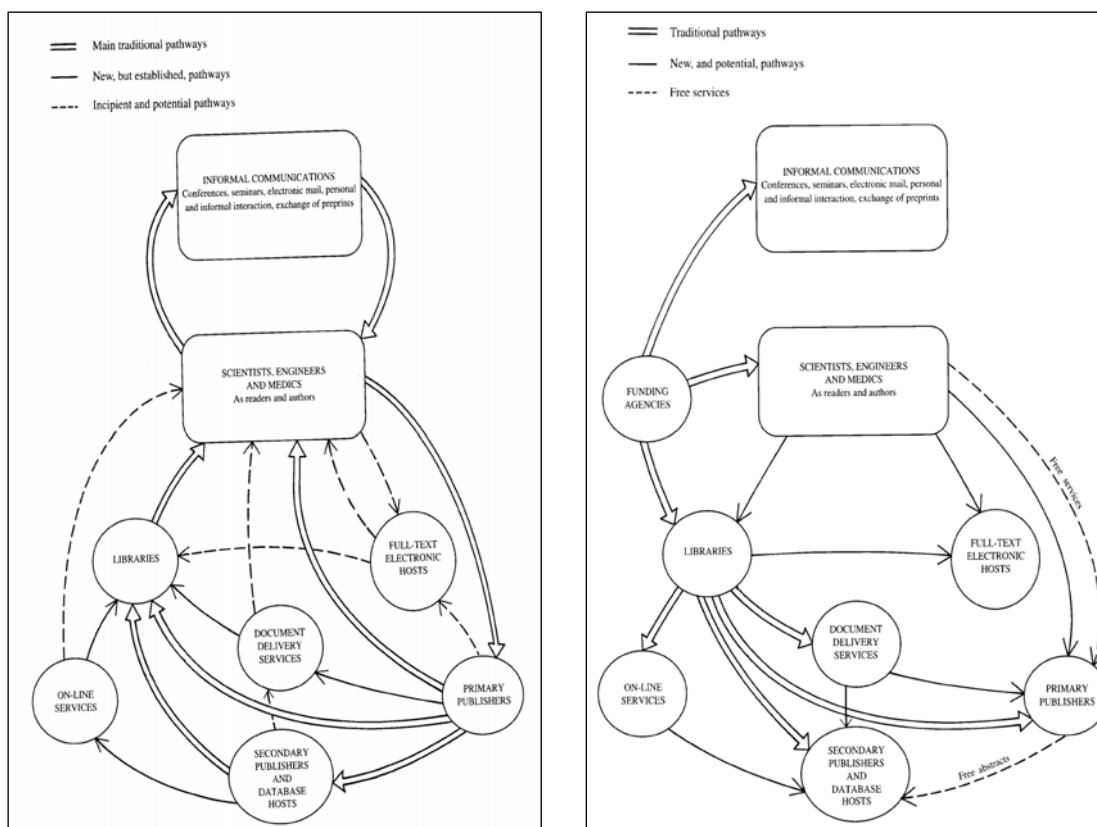 Main traditional pathways
New, but established, pathways
Incipient and potential pathways
INFORMAL COMMUNICATIONS
Conferences, seminars, electronic mail, personal
and informal interaction, exchange of preprints
SCIENTISTS, ENGINEERS
AND MEDICS
As readers and authors
LIBRARIES
FULL-TEXT
ELECTRONIC
HOSTS
DOCUMENT
DELIVERY
SERVICES
ON-LINE
SERVICES
PRIMARY
PUBLISHERS
SECONDARY
PUBLISHERS
AND
DATABASE
HOSTS
Traditional pathways
New, and potential, pathways
Free services
INFORMAL COMMUNICATIONS
Conferences, seminars, electronic mail, personal
and informal interaction, exchange of preprints
SCIENTISTS, ENGINEERS
AND MEDICS
As readers and authors
FUNDING
AGENCIES
Free services
LIBRARIES
FULL-TEXT
ELECTRONIC
HOSTS
DOCUMENT
DELIVERY
SERVICES
ON-LINE
SERVICES
PRIMARY
PUBLISHERS
SECONDARY
PUBLISHERS
AND
DATABASE
HOSTS
Free abstracts